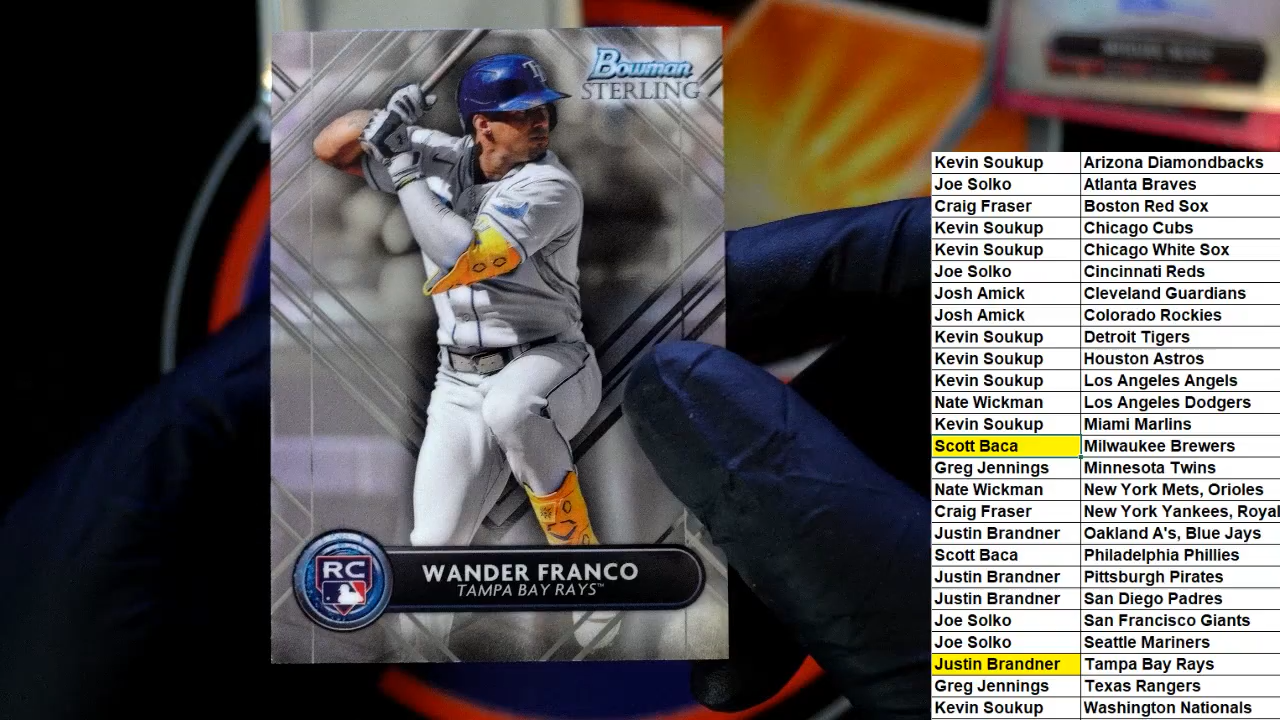 Bowman
STERLING
TB
RC
WANDER FRANCO
TAMPA BAY RAYS™
Kevin Soukup Arizona Diamondbacks
Joe Solko Atlanta Braves
Craig Fraser Boston Red Sox
Kevin Soukup Chicago Cubs
Kevin Soukup Chicago White Sox
Joe Solko Cincinnati Reds
Josh Amick Cleveland Guardians
Josh Amick Colorado Rockies
Kevin Soukup Detroit Tigers
Kevin Soukup Houston Astros
Kevin Soukup Los Angeles Angels
Nate Wickman Los Angeles Dodgers
Kevin Soukup Miami Marlins
Scott Baca Milwaukee Brewers
Greg Jennings Minnesota Twins
Nate Wickman New York Mets, Orioles
Craig Fraser New York Yankees, Royal
Justin Brandner Oakland A's, Blue Jays
Scott Baca Philadelphia Phillies
Justin Brandner Pittsburgh Pirates
Justin Brandner San Diego Padres
Joe Solko San Francisco Giants
Joe Solko Seattle Mariners
Justin Brandner Tampa Bay Rays
Greg Jennings Texas Rangers
Kevin Soukup Washington Nationals